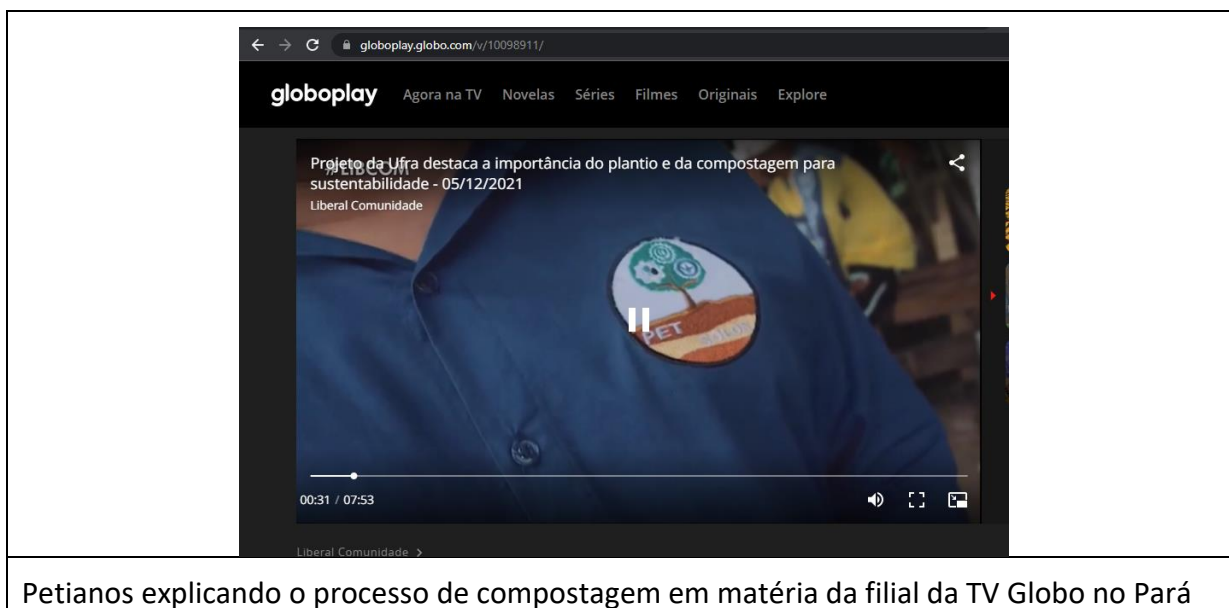 globoplay.globo.com/v/10098911/
globoplay Agora na TV Novelas Séries Filmes Originais Explore
Projeto da Ufra destaca a importância do plantio e da compostagem para
#LIBCOM
sustentabilidade - 05/12/2021
Liberal Comunidade
PET
00:31 / 07:53
Liberal Comunidade >
Petianos explicando o processo de compostagem em matéria da filial da TV Globo no Pará